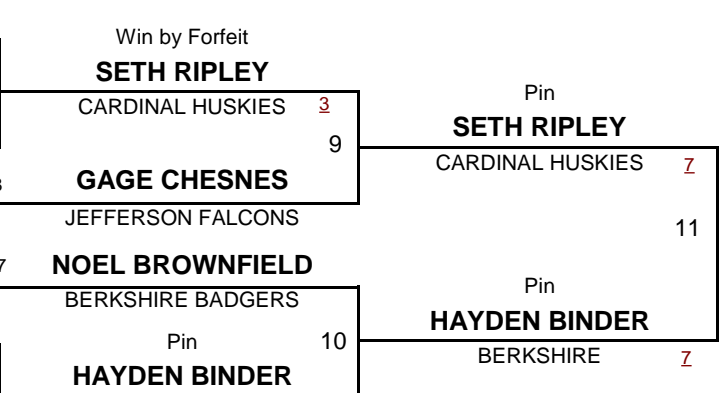 Win by Forfeit
SETH RIPLEY
CARDINAL HUSKIES 3
9
GAGE CHESNES
JEFFERSON FALCONS
NOEL BROWNFIELD
BERKSHIRE BADGERS
Pin
10
HAYDEN BINDER
Pin
SETH RIPLEY
CARDINAL HUSKIES 7
11
Pin
HAYDEN BINDER
BERKSHIRE 7